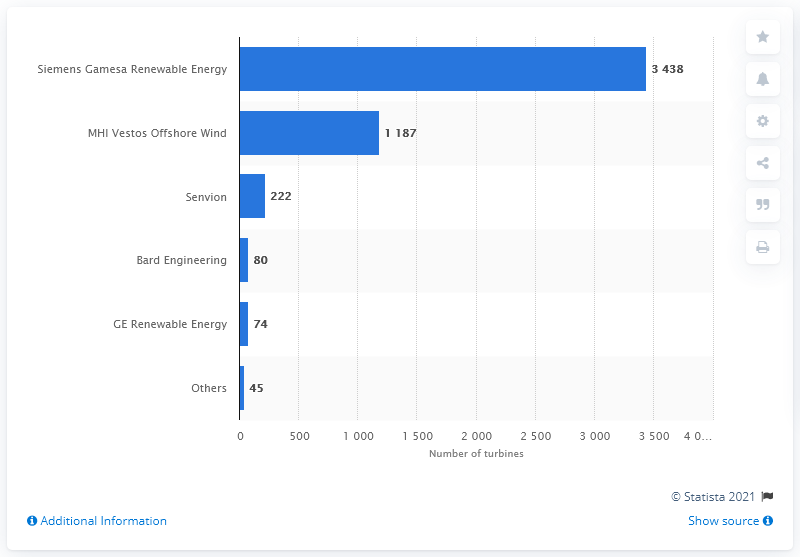 Siemens Gamesa Renewable Energy 3 438
MHI Vestos Offshore Wind 1 187
Senvion 222
Bard Engineering 80
GE Renewable Energy 74
Others 45
0 500 1 000 1 500 2 000 2 500 3 000 3 500 4 0...
Number of turbines
© Statista 2021
Additional Information Show source